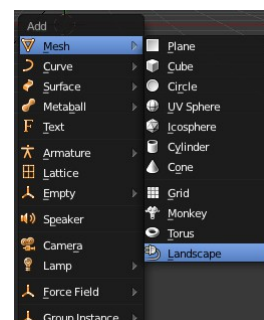 Add
Mesh
Curve
Surface
Metaball
Text
Armature
Lattice
Empty
Speaker
Camera
Lamp
Force Field
Group Instance
Plane
Cube
Circle
UV Sphere
Icosphere
Cylinder
Cone
Grid
Monkey
Torus
Landscape